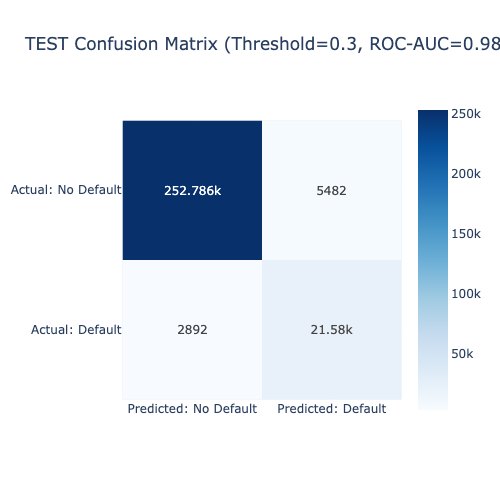 TEST Confusion Matrix (Threshold=0.3, ROC-AUC=0.98
250k
Actual: No Default
252.786k
5482
200k
150k
100k
Actual: Default
2892
21.58k
50k
Predicted: No Default
Predicted: Default